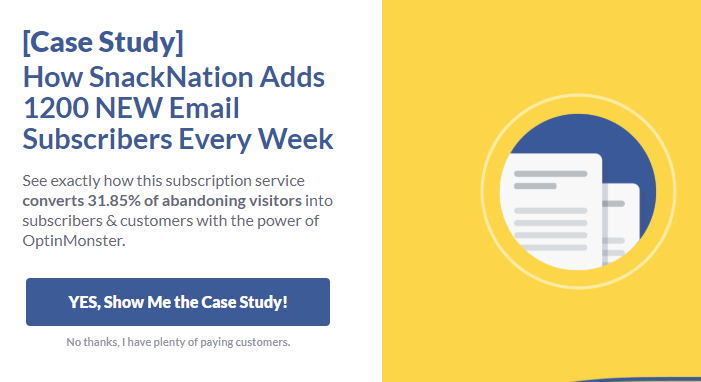 [Case Study]
How SnackNation Adds
1200 NEW Email
Subscribers Every Week
See exactly how this subscription service
converts 31.85% of abandoning visitors into
subscribers & customers with the power of
OptinMonster.
YES, Show Me the Case Study!
No thanks, I have plenty of paying customers.